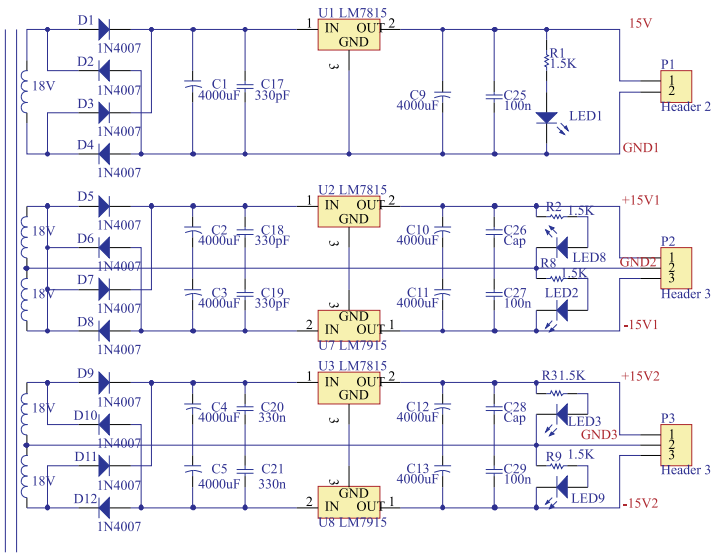 D1
1N4007
D2
1N4007
D3
1N4007
D4
1N4007
18V
C1
4000uF
C17
330pF
U1 LM7815
1
IN OUT
2
GND
3
C9
4000uF
C25
100n
R1
1.5K
LED1
15V
GND1
P1
1
2
Header 2
D5
1N4007
D6
1N4007
D7
1N4007
D8
1N4007
18V
18V
C2
4000uF
C18
330pF
C3
4000uF
C19
330pF
U2 LM7815
1
IN OUT
2
GND
3
3
GND
2
IN OUT
1
U7 LM7915
C10
4000uF
C26
Cap
C11
4000uF
C27
100n
R2 1.5K
LED8
R8
1.5K
LED2
+15V1
GND2
-15V1
P2
1
2
3
Header 3
D9
1N4007
D10
1N4007
D11
1N4007
D12
1N4007
18V
18V
C4
4000uF
C20
330n
C5
4000uF
C21
330n
U3 LM7815
1
IN OUT
2
GND
3
3
GND
2
IN OUT
1
U8 LM7915
C12
4000uF
C28
Cap
C13
4000uF
C29
100n
R3 1.5K
LED3
R9 1.5K
LED9
+15V2
GND3
-15V2
P3
1
2
3
Header 3